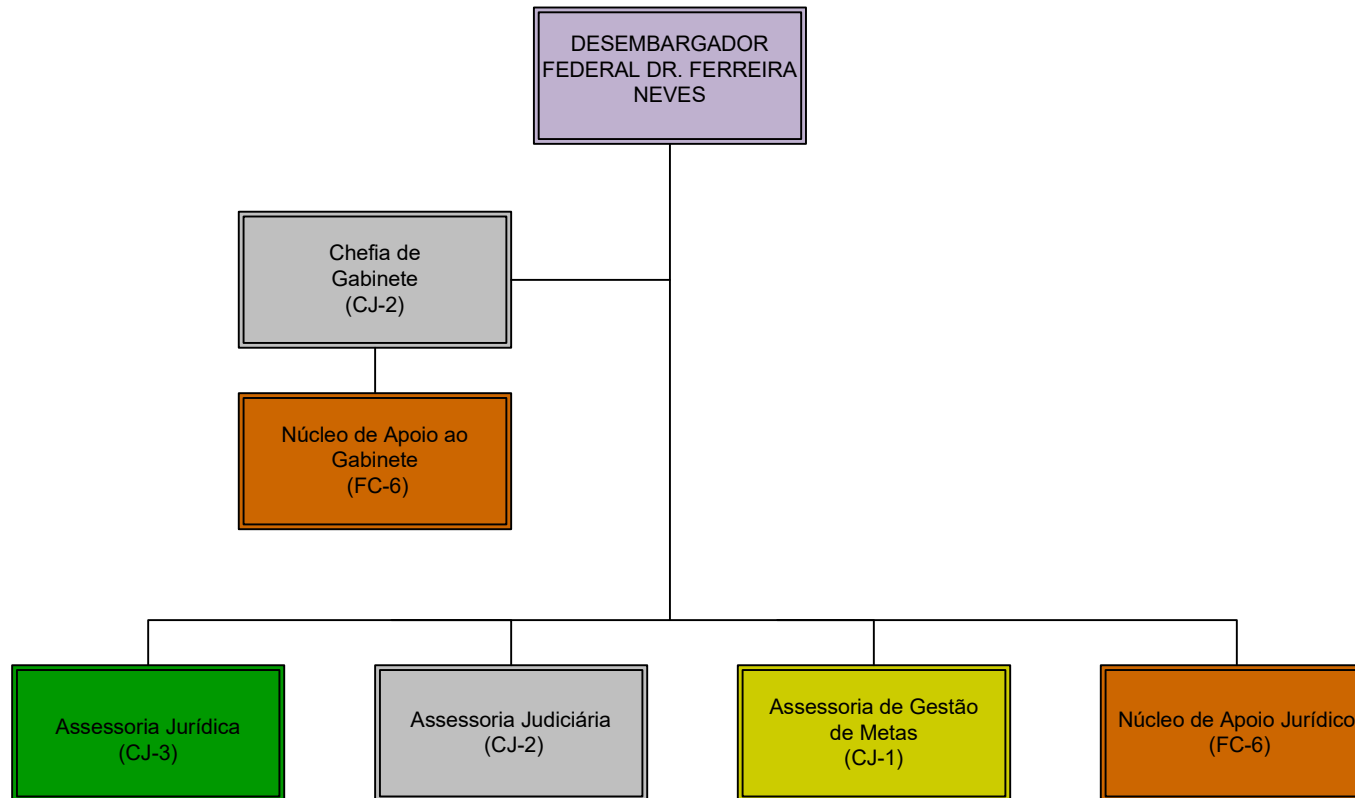 DESEMBARGADOR
FEDERAL DR. FERREIRA
NEVES
Chefia de
Gabinete
(CJ-2)
Núcleo de Apoio ao
Gabinete
(FC-6)
Assessoria Jurídica
(CJ-3)
Assessoria Judiciária
(CJ-2)
Assessoria de Gestão
de Metas
(CJ-1)
Núcleo de Apoio Jurídico
(FC-6)